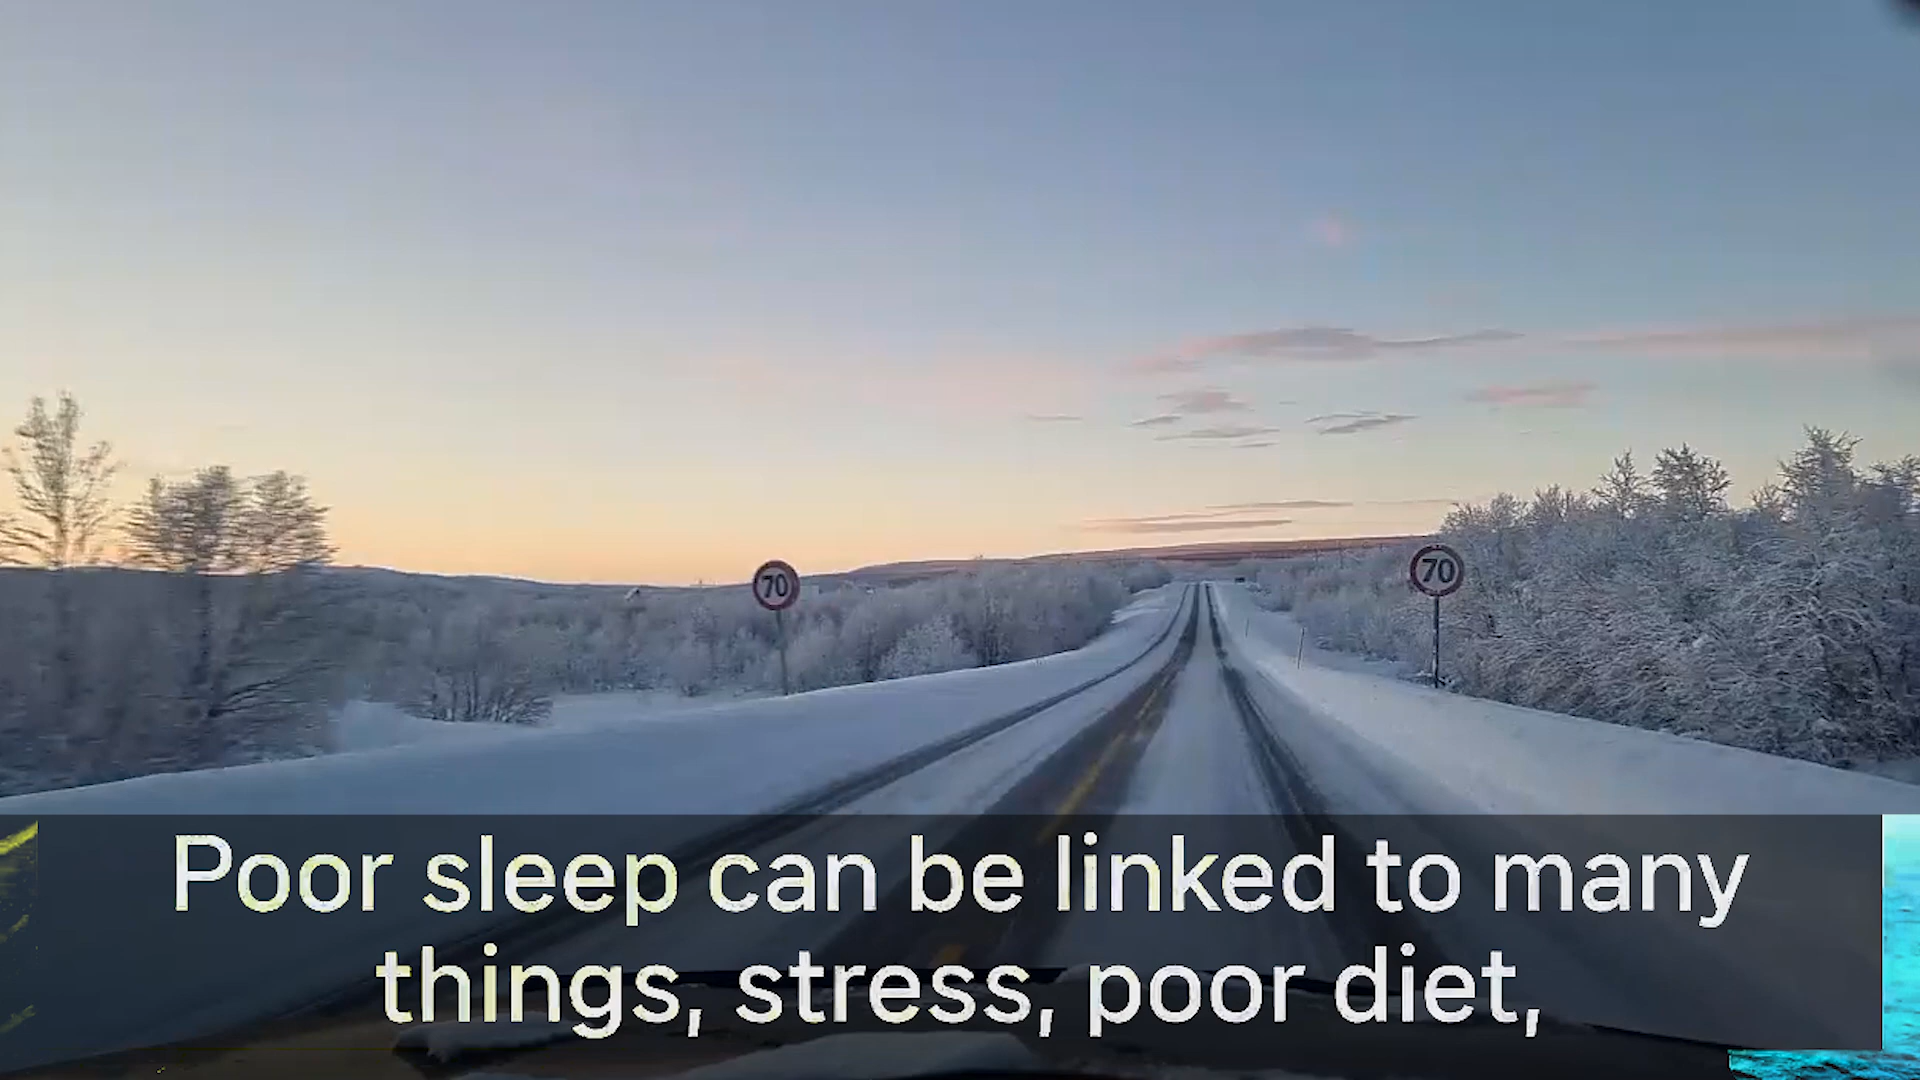 70
70
Poor sleep can be linked to many
things, stress, poor diet,